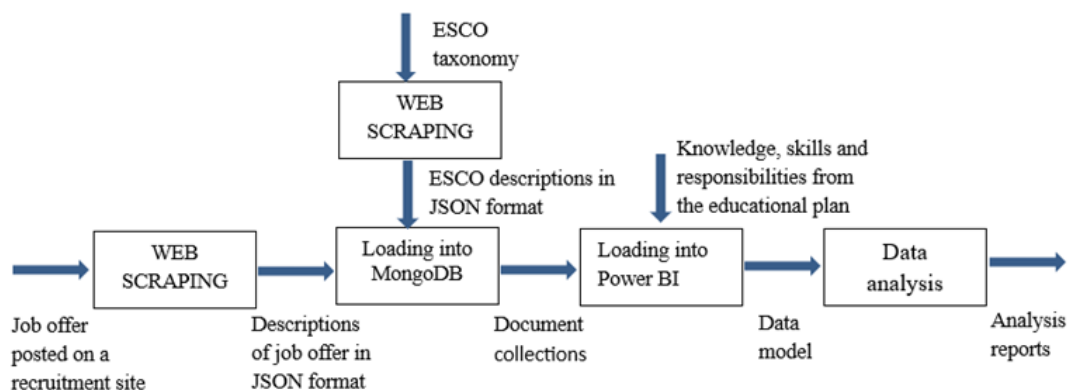 ESCO
taxonomy
WEB
SCRAPING
ESCO descriptions in
JSON format
Knowledge, skills and
responsibilities from
the educational plan
WEB
SCRAPING
Loading into
MongoDB
Loading into
Power BI
Data
analysis
Job offer
posted on a
recruitment site
Descriptions
of job offer in
JSON format
Document
collections
Data
model
Analysis
reports